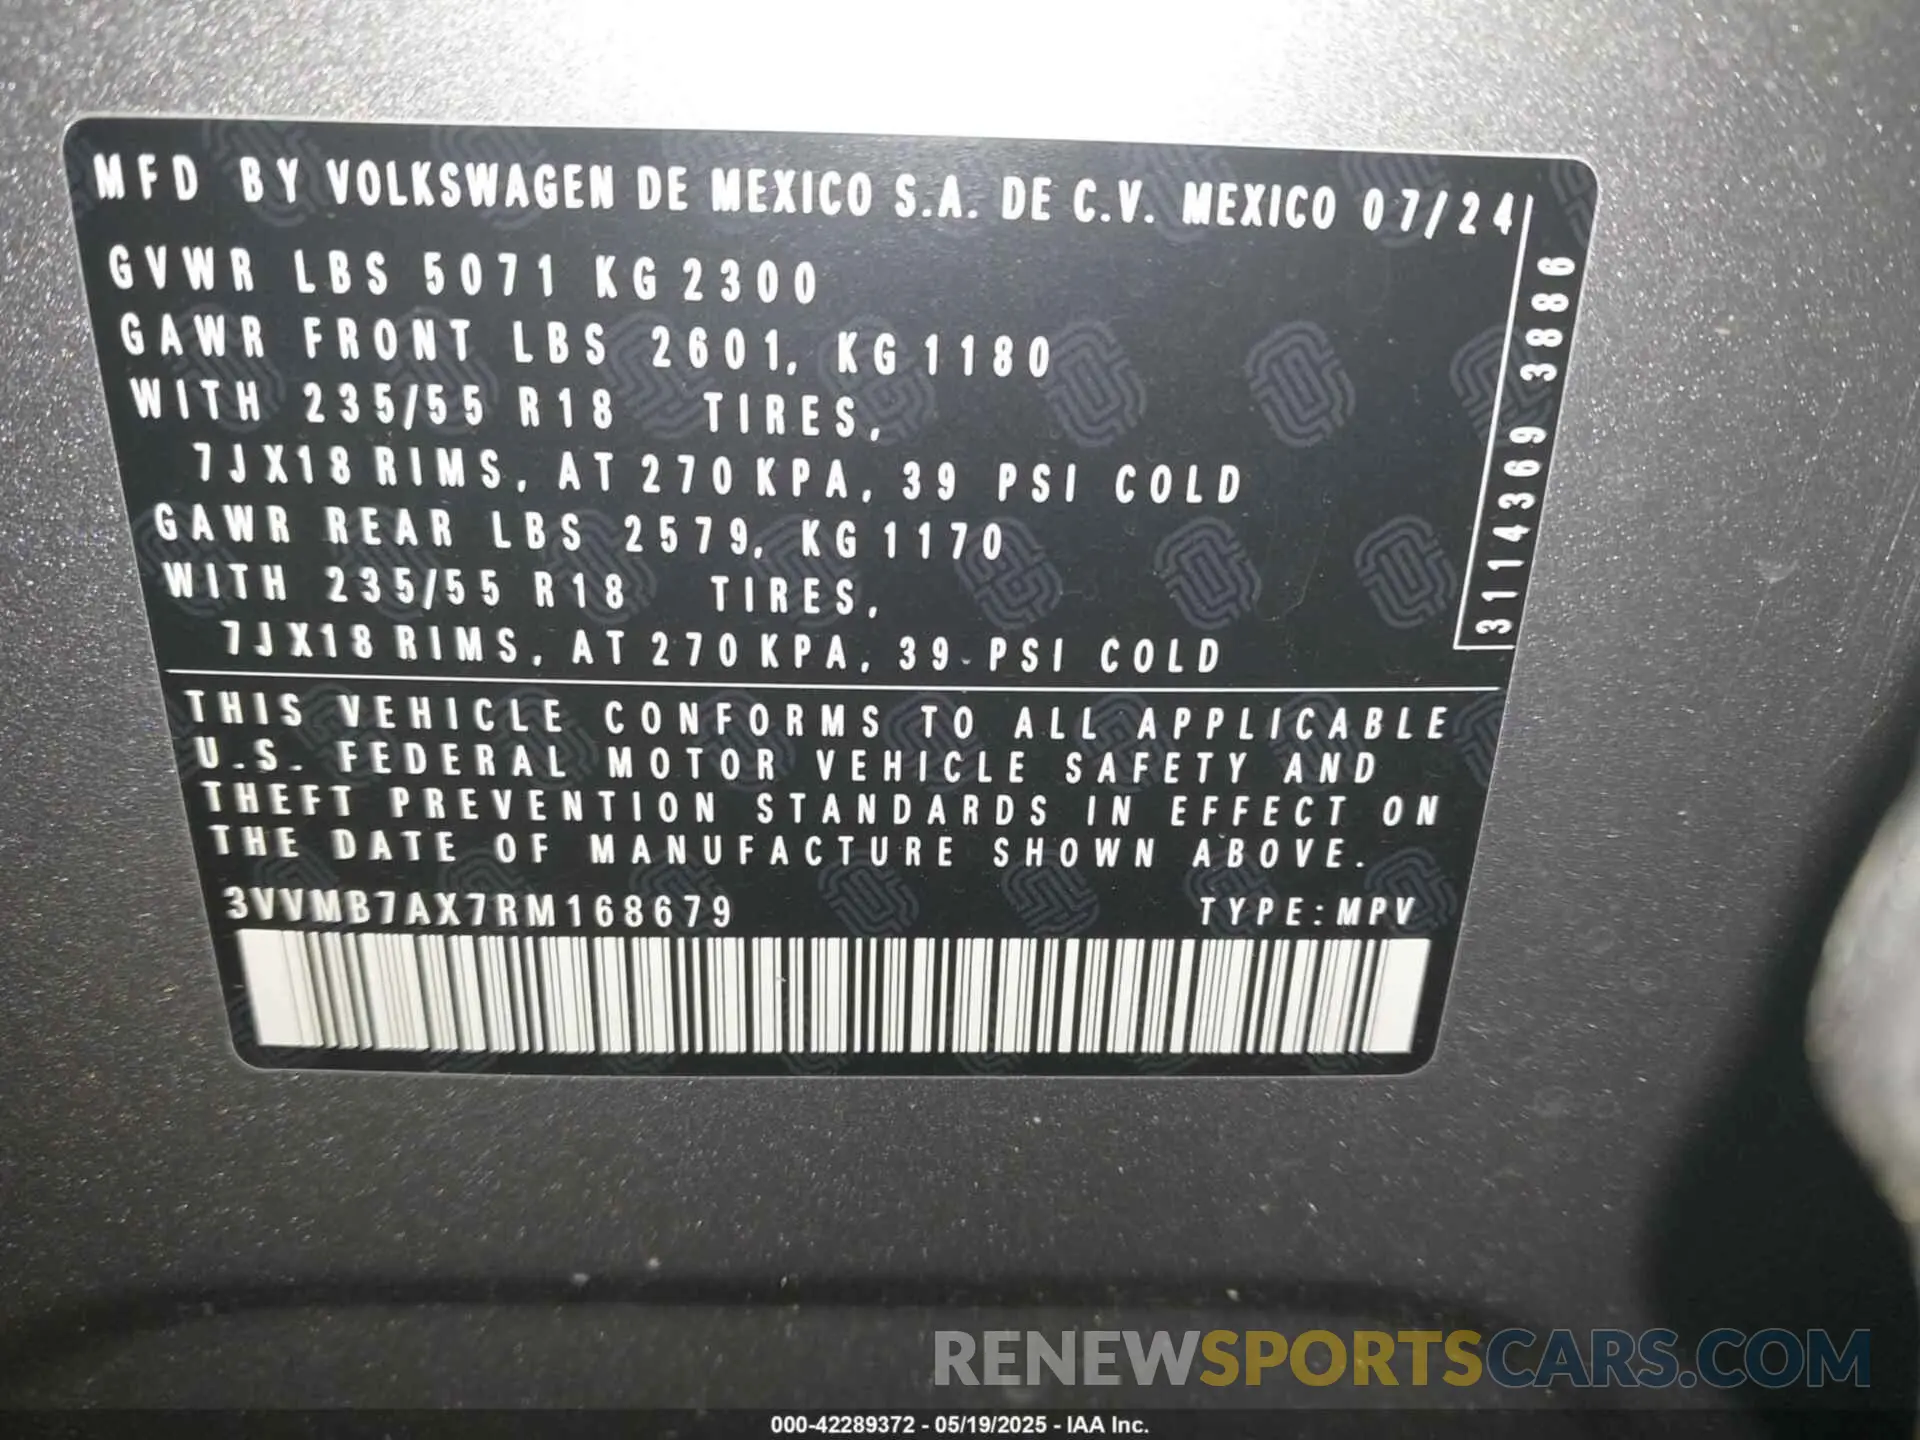 MFD BY VOLKSWAGEN DE MEXICO S.A. DE C.V. MEXICO 07/24
GVWR LBS 5071 KG 2300
GAWR FRONT LBS 2601, KG 1180
WITH 235/55 R18 TIRES,
7JX18 RIMS, AT 270 KPA, 39 PSI COLD
GAWR REAR LBS 2579, KG 1170
WITH 235/55 R18 TIRES,
7JX18 RIMS, AT 270 KPA, 39 PSI COLD
3114369 3886
THIS VEHICLE CONFORMS TO ALL APPLICABLE
U.S. FEDERAL MOTOR VEHICLE SAFETY AND
THEFT PREVENTION STANDARDS IN EFFECT ON
THE DATE OF MANUFACTURE SHOWN ABOVE.
3VVMB7AX7RM168679 TYPE: MPV
RENEWSPORTSCARS.COM
000-42289372 - 05/19/2025 - IAA Inc.